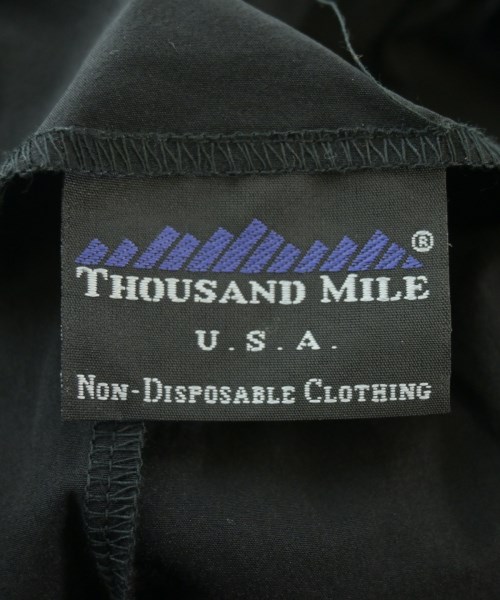 ®
THOUSAND MILE
U.S.A.
NON-DISPOSABLE CLOTHING